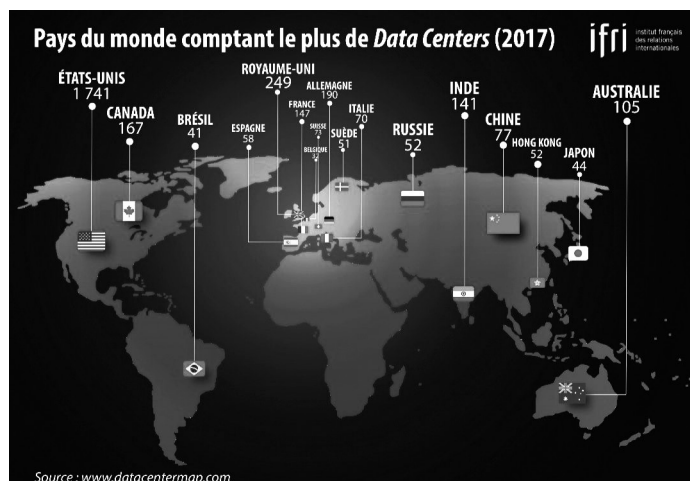 Pays du monde comptant le plus de Data Centers (2017)
ifri
institut français
des relations
internationales
ÉTATS-UNIS
1 741
CANADA
167
BRÉSIL
41
ESPAGNE
58
ROYAUME-UNI
249
FRANCE
147
SUISSE
73
BELGIQUE
ALLEMAGNE
190
SUÈDE
51
ITALIE
70
RUSSIE
52
INDE
141
CHINE
77
HONG KONG
52
JAPON
44
AUSTRALIE
105
Source : www.datacentermap.com